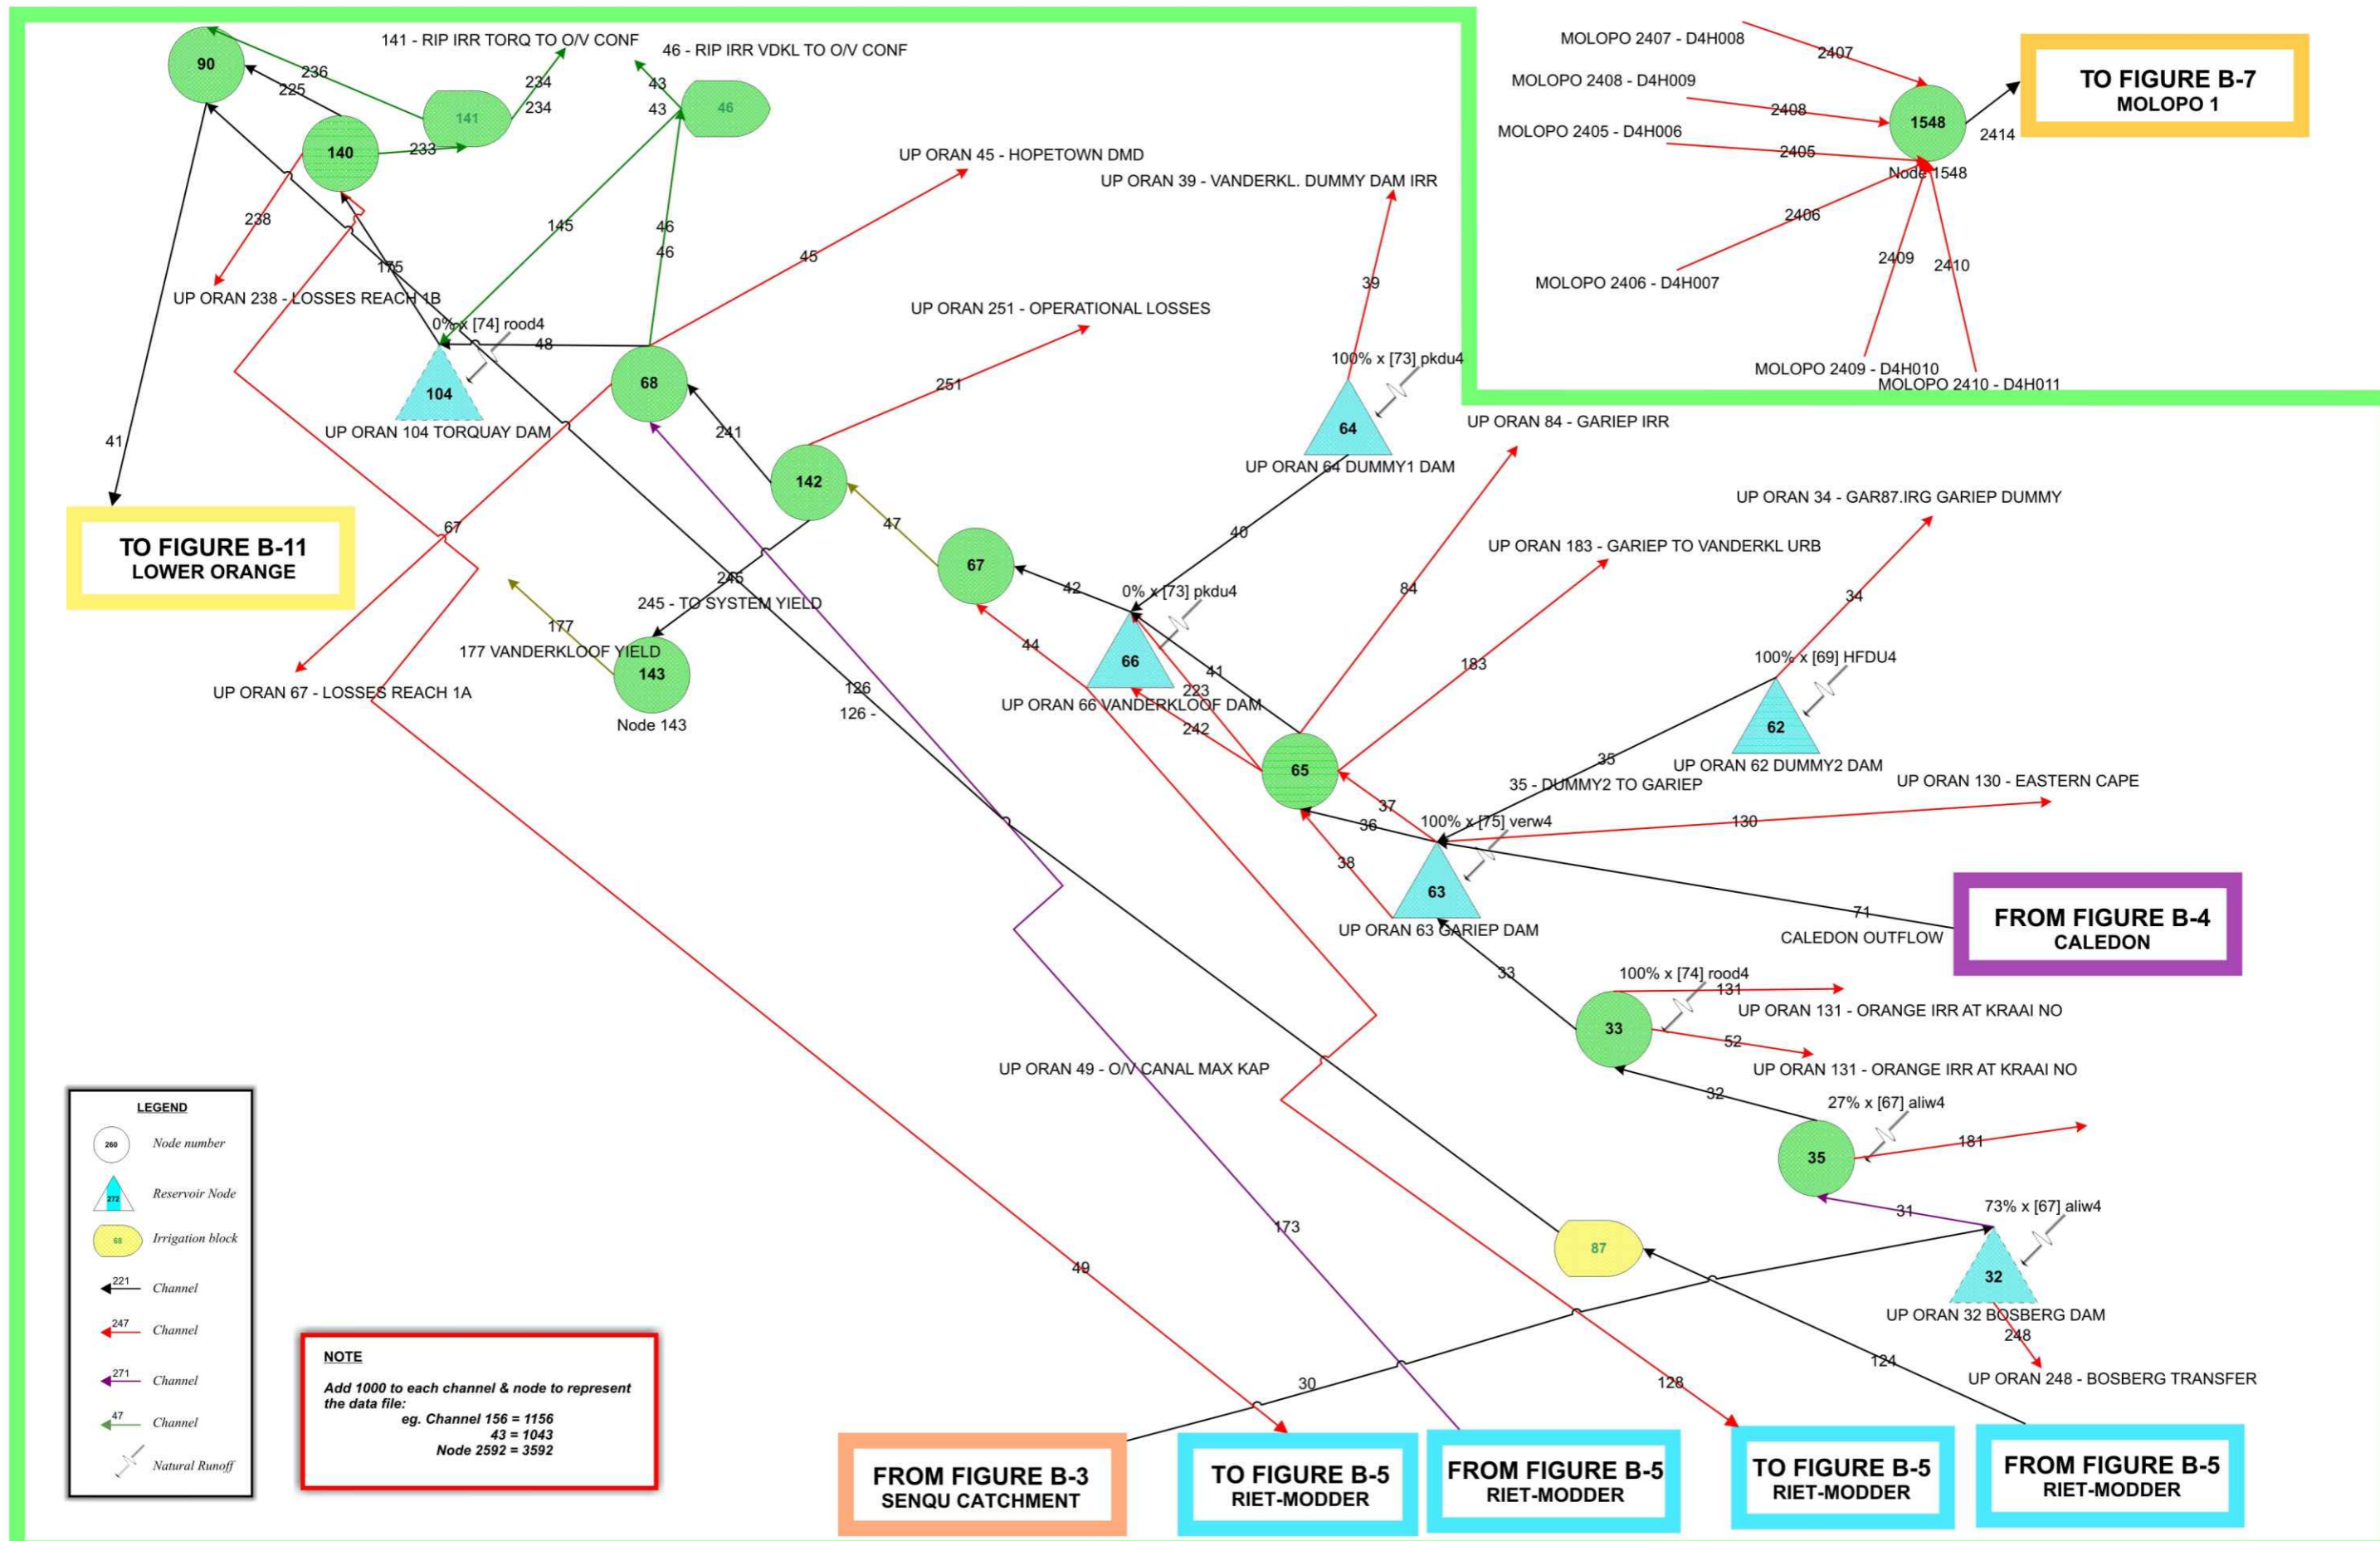 141 - RIP IRR TORQ TO O/V CONF
46 - RIP IRR VDKL TO O/V CONF
MOLOPO 2407 - D4H008
2407
TO FIGURE B-7
MOLOPO 1
90
236
225
234
234
43
43
46
MOLOPO 2408 - D4H009
2408
1548
2414
141
140
233
MOLOPO 2405 - D4H006
2405
Node 1548
UP ORAN 45 - HOPETOWN DMD
UP ORAN 39 - VANDERKL. DUMMY DAM IRR
238
145
46
46
45
2406
2409
2410
175
39
MOLOPO 2406 - D4H007
UP ORAN 238 - LOSSES REACH 1B
UP ORAN 251 - OPERATIONAL LOSSES
0% x [74] rood4
48
100% x [73] pkdu4
MOLOPO 2409 - D4H010
MOLOPO 2410 - D4H011
104
68
251
UP ORAN 104 TORQUAY DAM
241
64
UP ORAN 84 - GARIEP IRR
41
UP ORAN 64 DUMMY1 DAM
142
UP ORAN 34 - GAR87.IRG GARIEP DUMMY
67
47
40
TO FIGURE B-11
LOWER ORANGE
UP ORAN 183 - GARIEP TO VANDERKL URB
67
245
42
0% x [73] pkdu4
84
34
245 - TO SYSTEM YIELD
177
177 VANDERKLOOF YIELD
143
44
66
41
183
100% x [69] HFDU4
UP ORAN 67 - LOSSES REACH 1A
126
126 -
223
UP ORAN 66 VANDERKLOOF DAM
242
Node 143
62
35
UP ORAN 62 DUMMY2 DAM
65
35 - DUMMY2 TO GARIEP
UP ORAN 130 - EASTERN CAPE
37
36
100% x [75] verw4
130
38
63
71
FROM FIGURE B-4
CALEDON
UP ORAN 63 GARIEP DAM
CALEDON OUTFLOW
33
100% x [74] rood4
131
UP ORAN 131 - ORANGE IRR AT KRAAI NO
33
52
UP ORAN 131 - ORANGE IRR AT KRAAI NO
UP ORAN 49 - O/V CANAL MAX KAP
32
27% x [67] aliw4
181
35
31
73% x [67] aliw4
173
87
49
32
UP ORAN 32 BOSBERG DAM
248
124
UP ORAN 248 - BOSBERG TRANSFER
30
128
LEGEND
260
Node number
272
Reservoir Node
68
Irrigation block
221
Channel
247
Channel
271
Channel
47
Channel
Natural Runoff
NOTE
Add 1000 to each channel & node to represent
the data file:
eg. Channel 156 = 1156
43 = 1043
Node 2592 = 3592
FROM FIGURE B-3
SENQU CATCHMENT
TO FIGURE B-5
RIET-MODDER
FROM FIGURE B-5
RIET-MODDER
TO FIGURE B-5
RIET-MODDER
FROM FIGURE B-5
RIET-MODDER